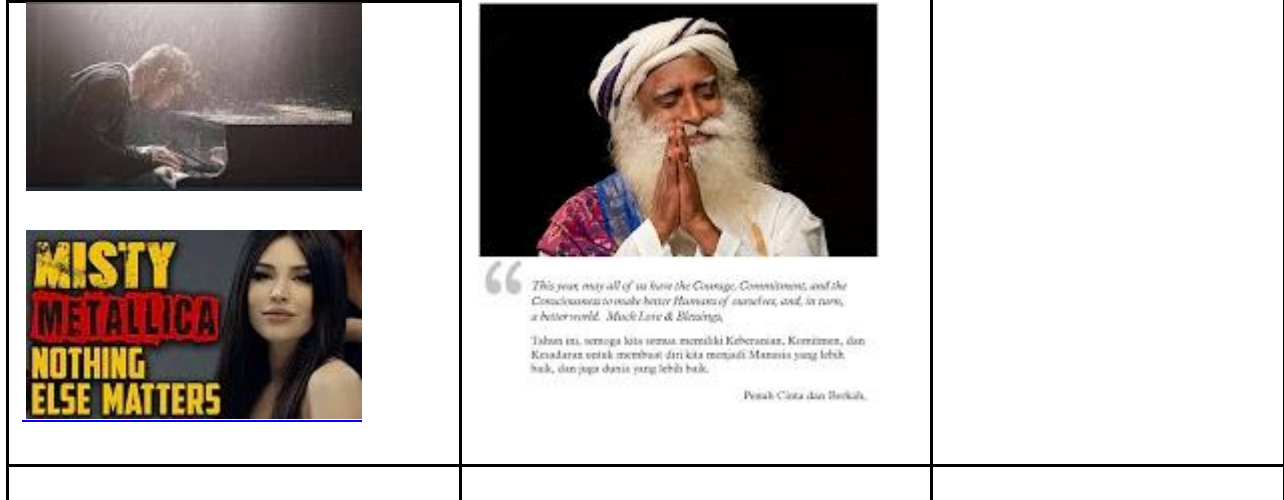 MISTY
METALLICA
NOTHING
ELSE MATTERS
“
This year, may all of us have the Courage, Commitment, and the
Consciousness to make better Humans of ourselves, and, in turn,
a better world. Much Love & Blessings,
Tahun ini, semoga kita semua memiliki Keberanian, Komitmen, dan
Kesadaran untuk membuat diri kita menjadi Manusia yang lebih
baik, dan juga dunia yang lebih baik.
Penuh Cinta dan Berkah,